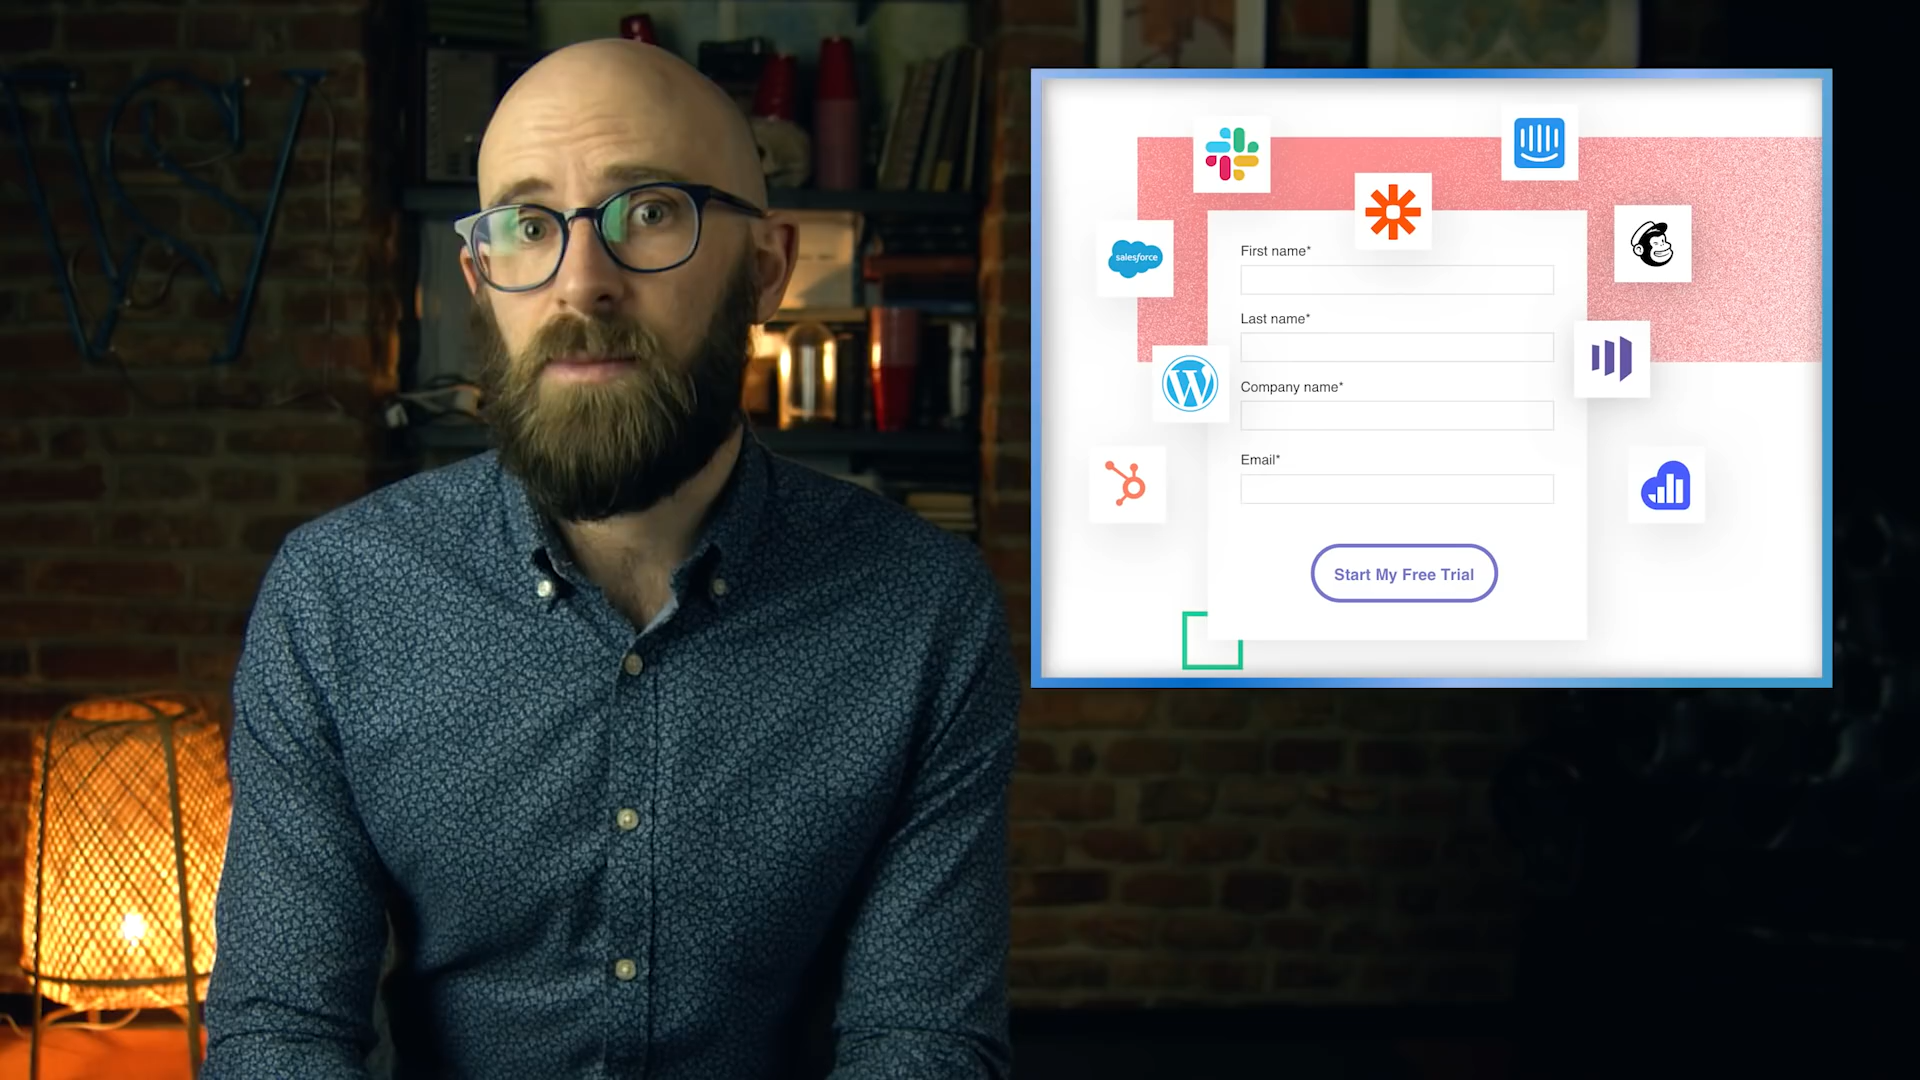 salesforce
First name*
Last name*
Company name*
Email*
Start My Free Trial